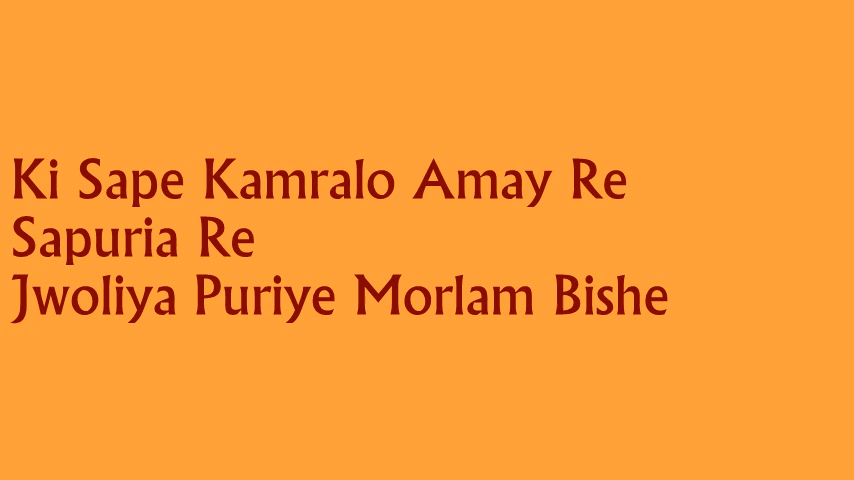 Ki Sape Kamralo Amay Re
Sapuria Re
Jwoliya Puriye Morlam Bishe